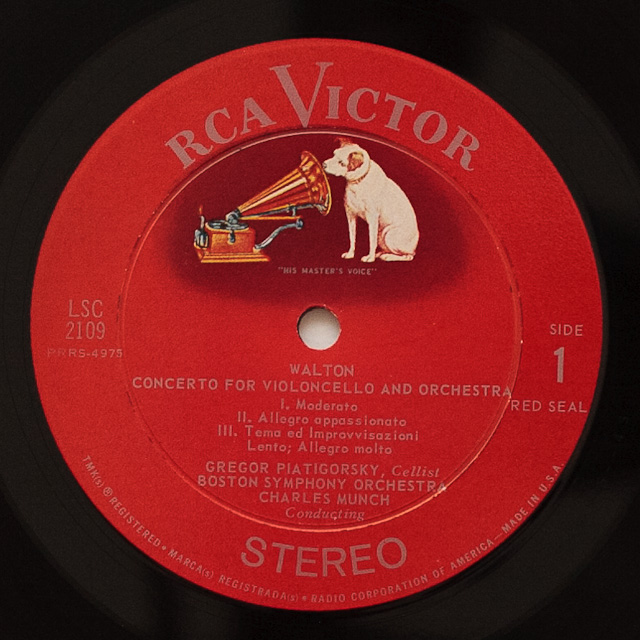 RCA VICTOR
"HIS MASTER'S VOICE"
LSC
2109
PRRS-4975
SIDE
1
RED SEAL
WALTON
CONCERTO FOR VIOLONCELLO AND ORCHESTRA
I. Moderato
II. Allegro appassionato
III. Tema ed Improvvisazioni
Lento; Allegro molto
GREGOR PIATIGORSKY, Cellist
BOSTON SYMPHONY ORCHESTRA
CHARLES MUNCH
Conducting
STEREO
TMK(s) ® REGISTERED • MARCA(s) REGISTRADA(s) • RADIO CORPORATION OF AMERICA—MADE IN U.S.A.